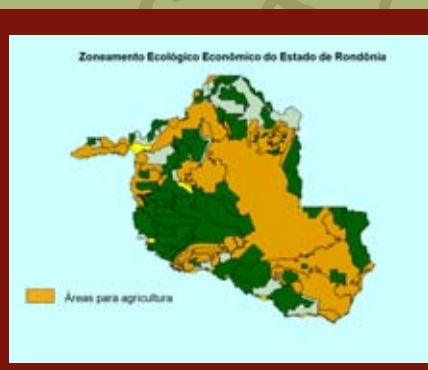 Zoneamento Ecológico Econômico do Estado de Rondônia
Áreas para agricultura